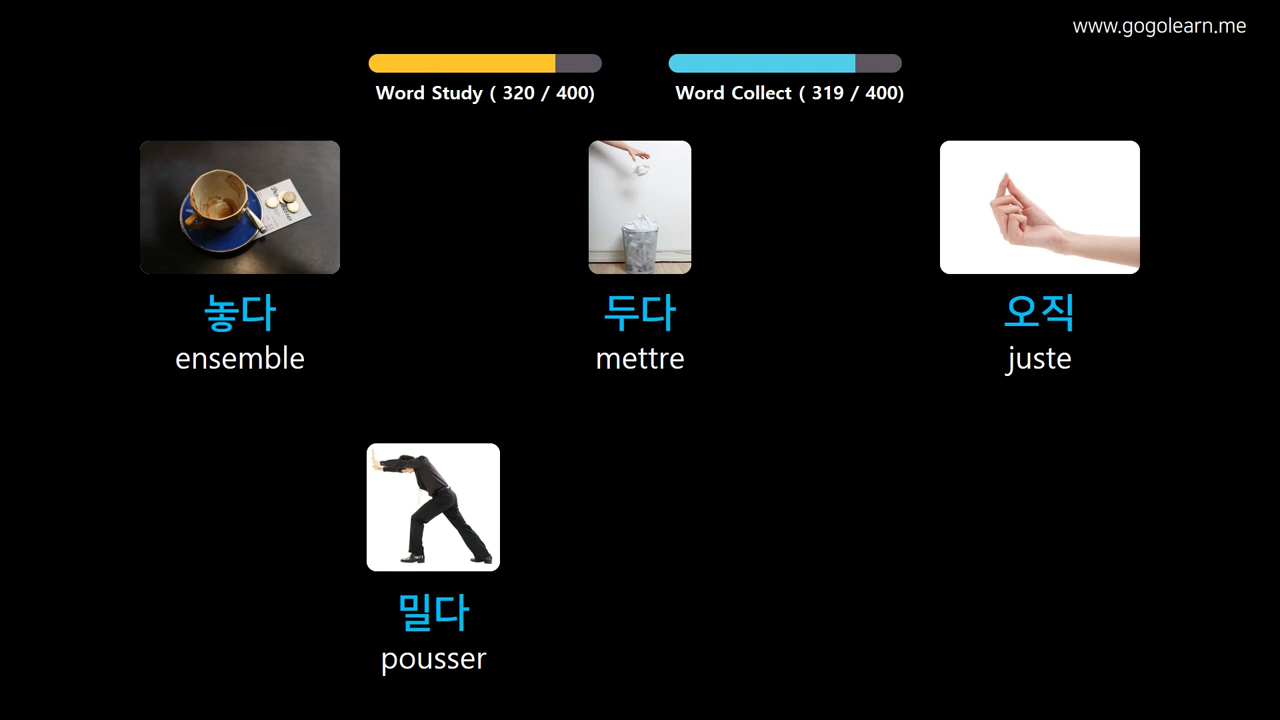 www.gogolearn.me
Word Study ( 320 / 400)
Word Collect ( 319 / 400)
놓다
ensemble
두다
mettre
오직
juste
밀다
pousser